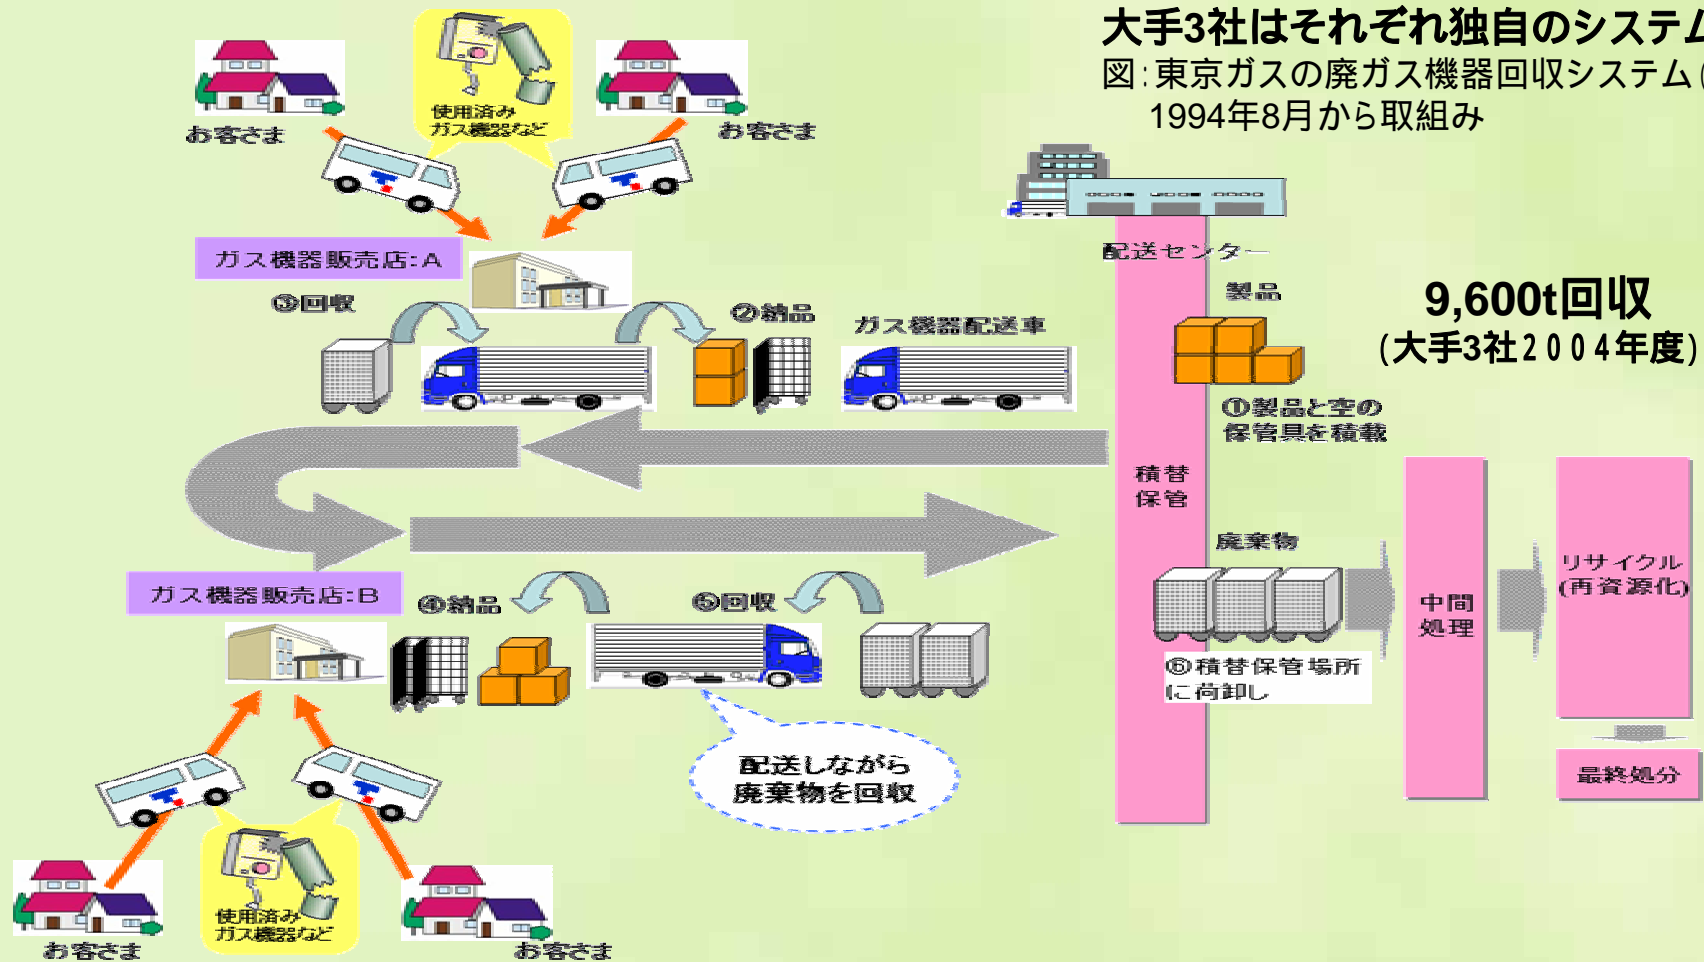 大手3社はそれぞれ独自のシステム
図:東京ガスの廃ガス機器回収システム(
1994年8月から取組み
使用済み
ガス機器など
お客さま
お客さま
ガス機器販売店:A
③回収
②納品
ガス機器配送車
配送センター
製品
9,600t回収
(大手3社2004年度)
①製品と空の
保管具を積載
積替
保管
廃棄物
⑥積替保管場所
に荷卸し
中間
処理
リサイクル
(再資源化)
最終処分
ガス機器販売店:B
④納品
⑤回収
配送しながら
廃棄物を回収
使用済み
ガス機器など
お客さま
お客さま